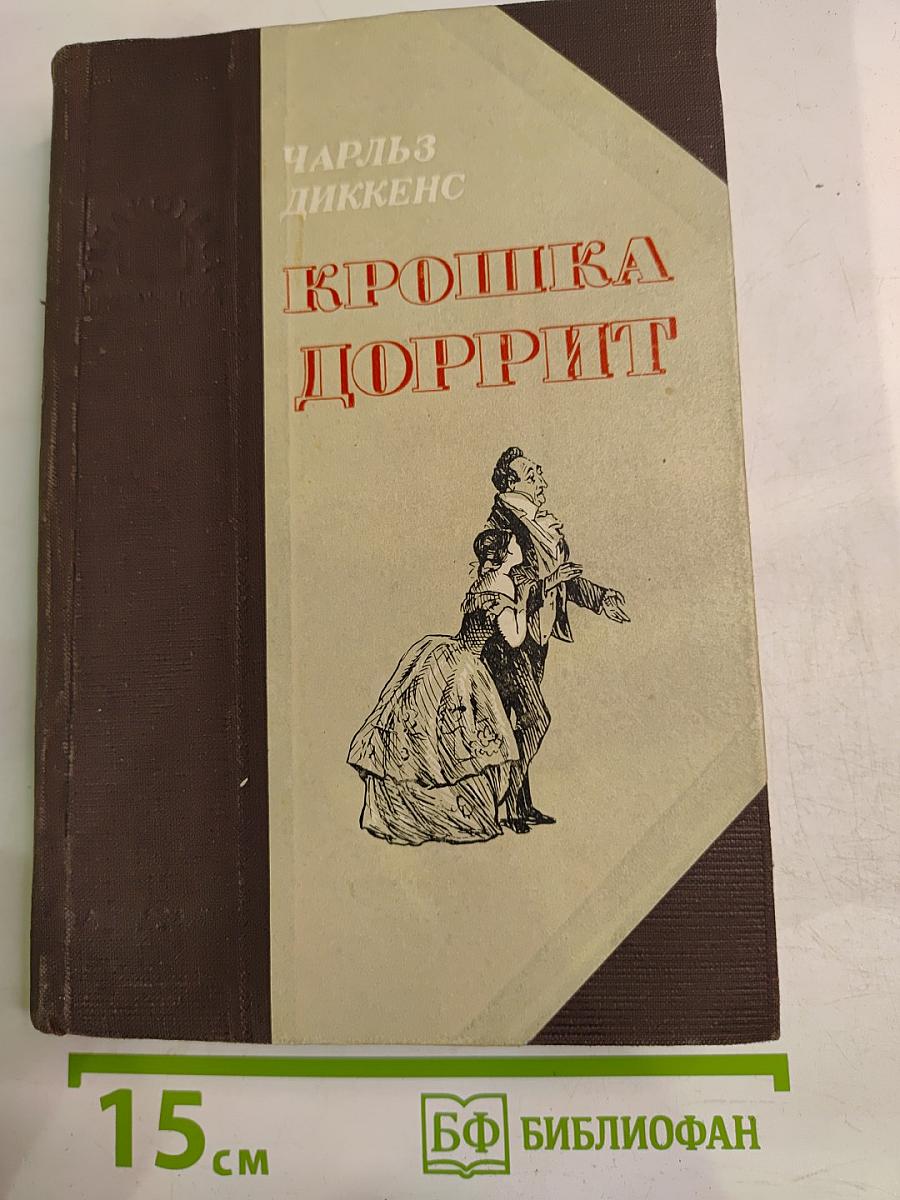 ЧАРЛЬЗ
ДИККЕНС
КРОШКА
ДОРРИТ
15 см
БФ БИБЛИОФАН